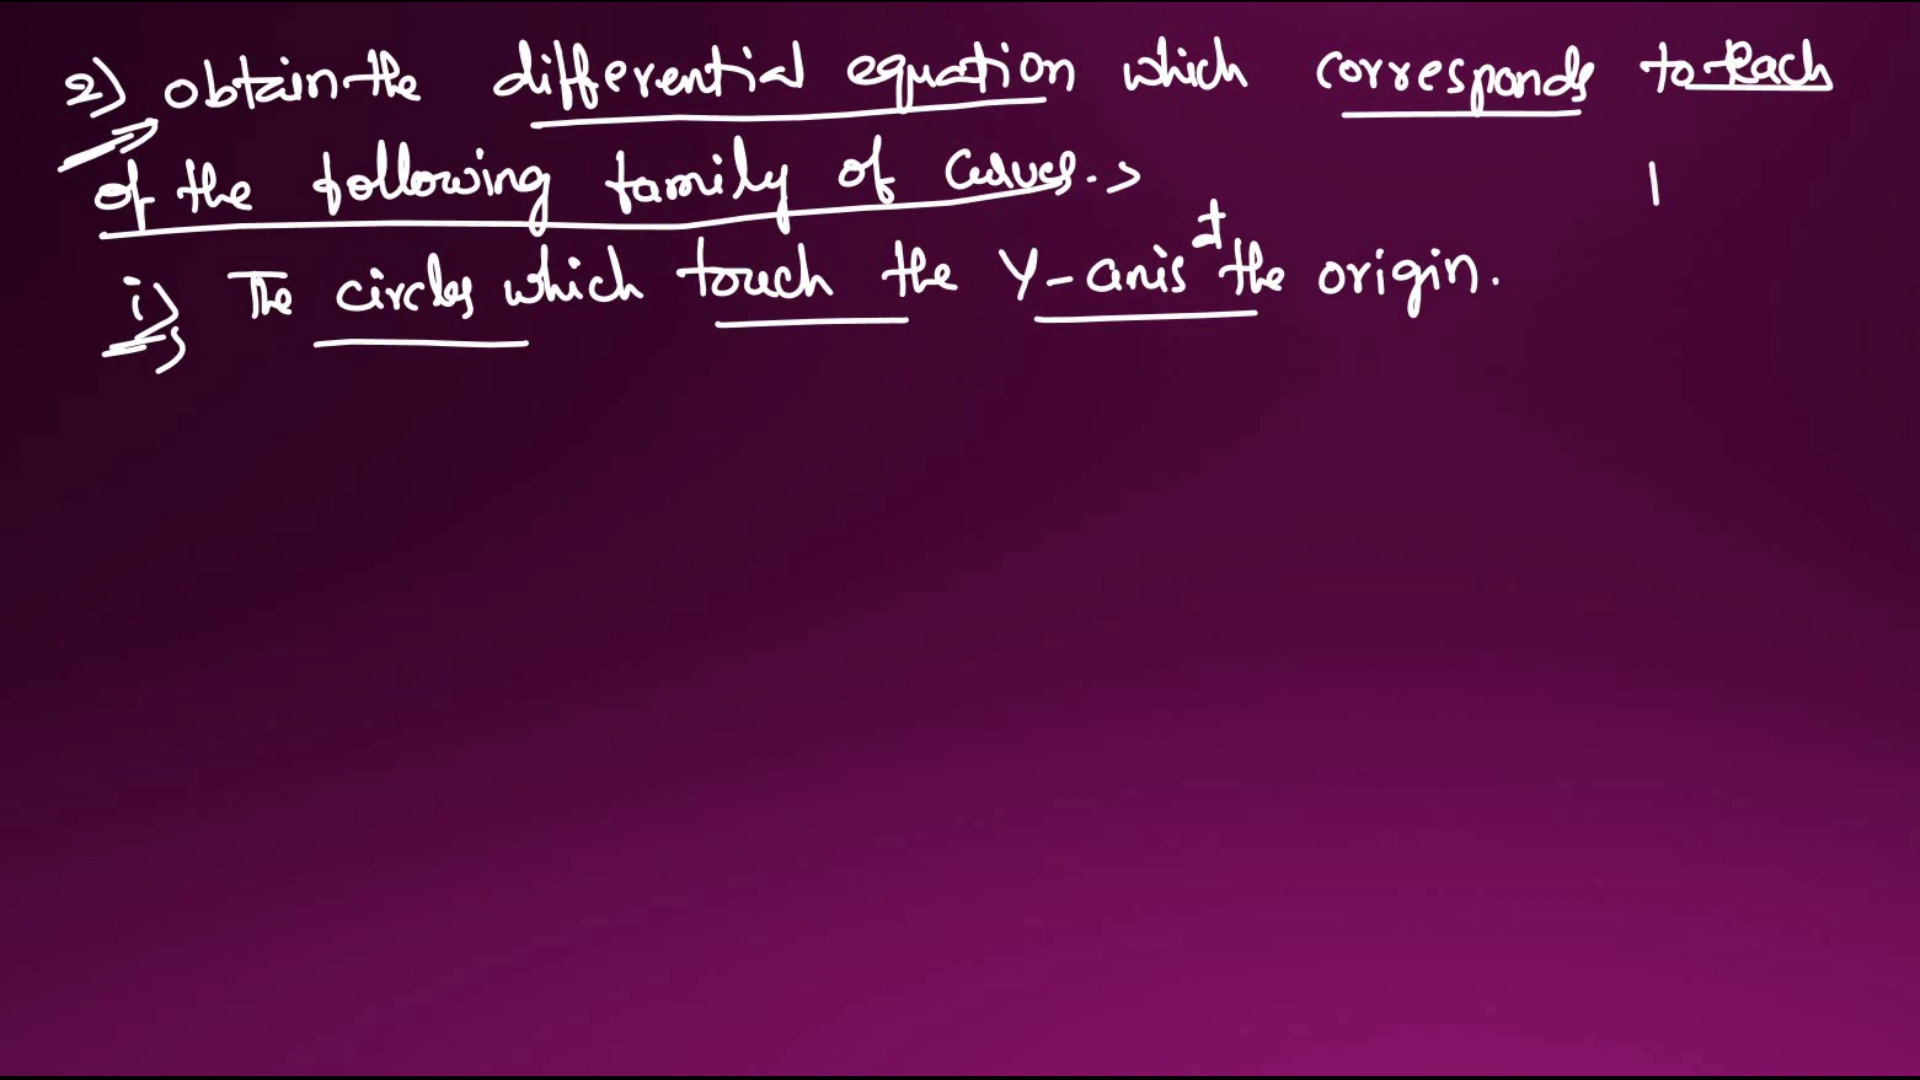 2) obtain the differential equation which corresponds to Each
of the following family of curves. >
i) The circles which touch the Y-axis at the origin.